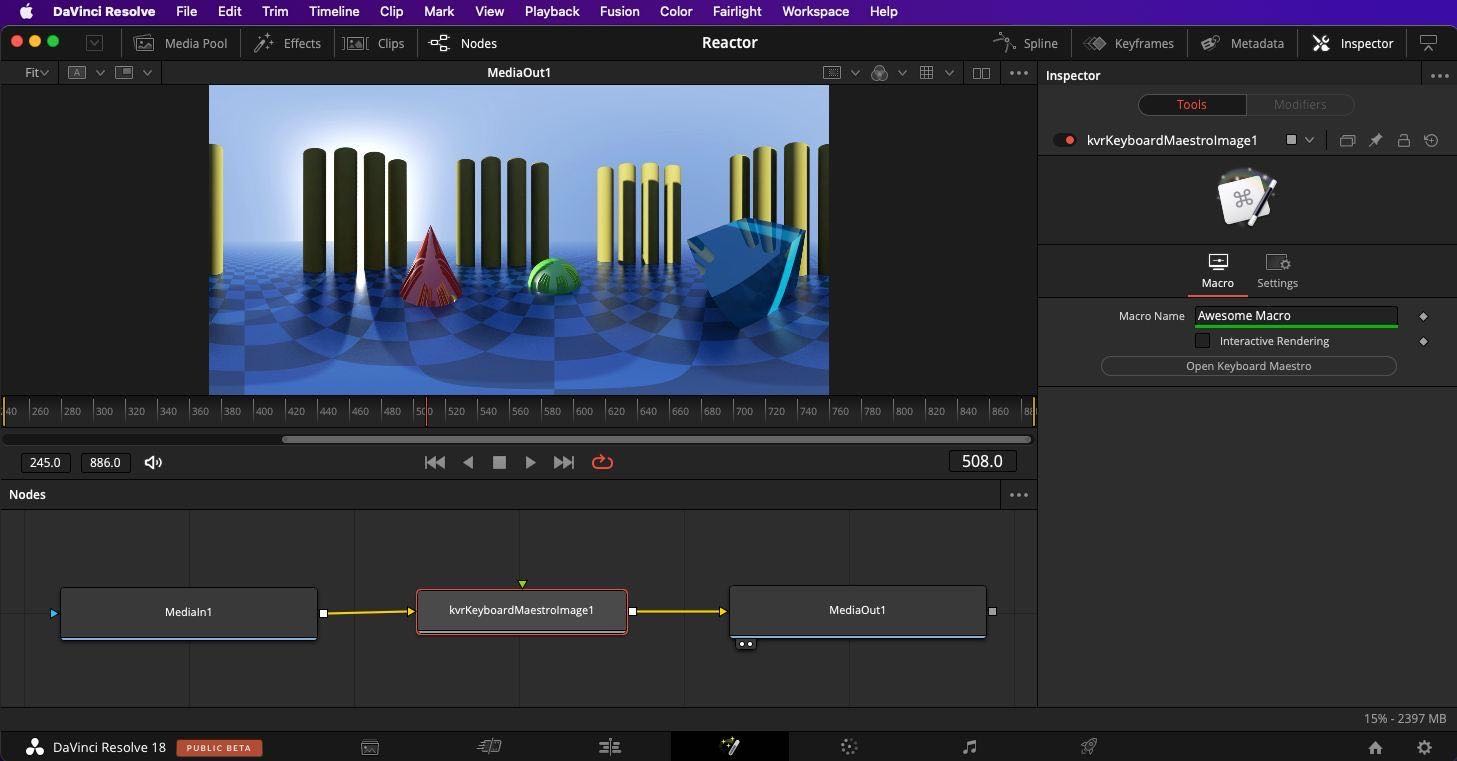 DaVinci Resolve File Edit Trim Timeline Clip Mark View Playback Fusion Color Fairlight Workspace Help
Media Pool Effects Clips Nodes Reactor Spline Keyframes Metadata Inspector
Fit A MediaOut1
Inspector
Tools Modifiers
kvrKeyboardMaestroImage1
Macro Settings
Macro Name Awesome Macro
Interactive Rendering
Open Keyboard Maestro
260 280 300 320 340 360 380 400 420 440 460 480 500 520 540 560 580 600 620 640 660 680 700 720 740 760 780 800 820 840 860
245.0 886.0 508.0
Nodes
MediaIn1 kvrKeyboardMaestroImage1 MediaOut1
15% - 2397 MB
DaVinci Resolve 18 PUBLIC BETA